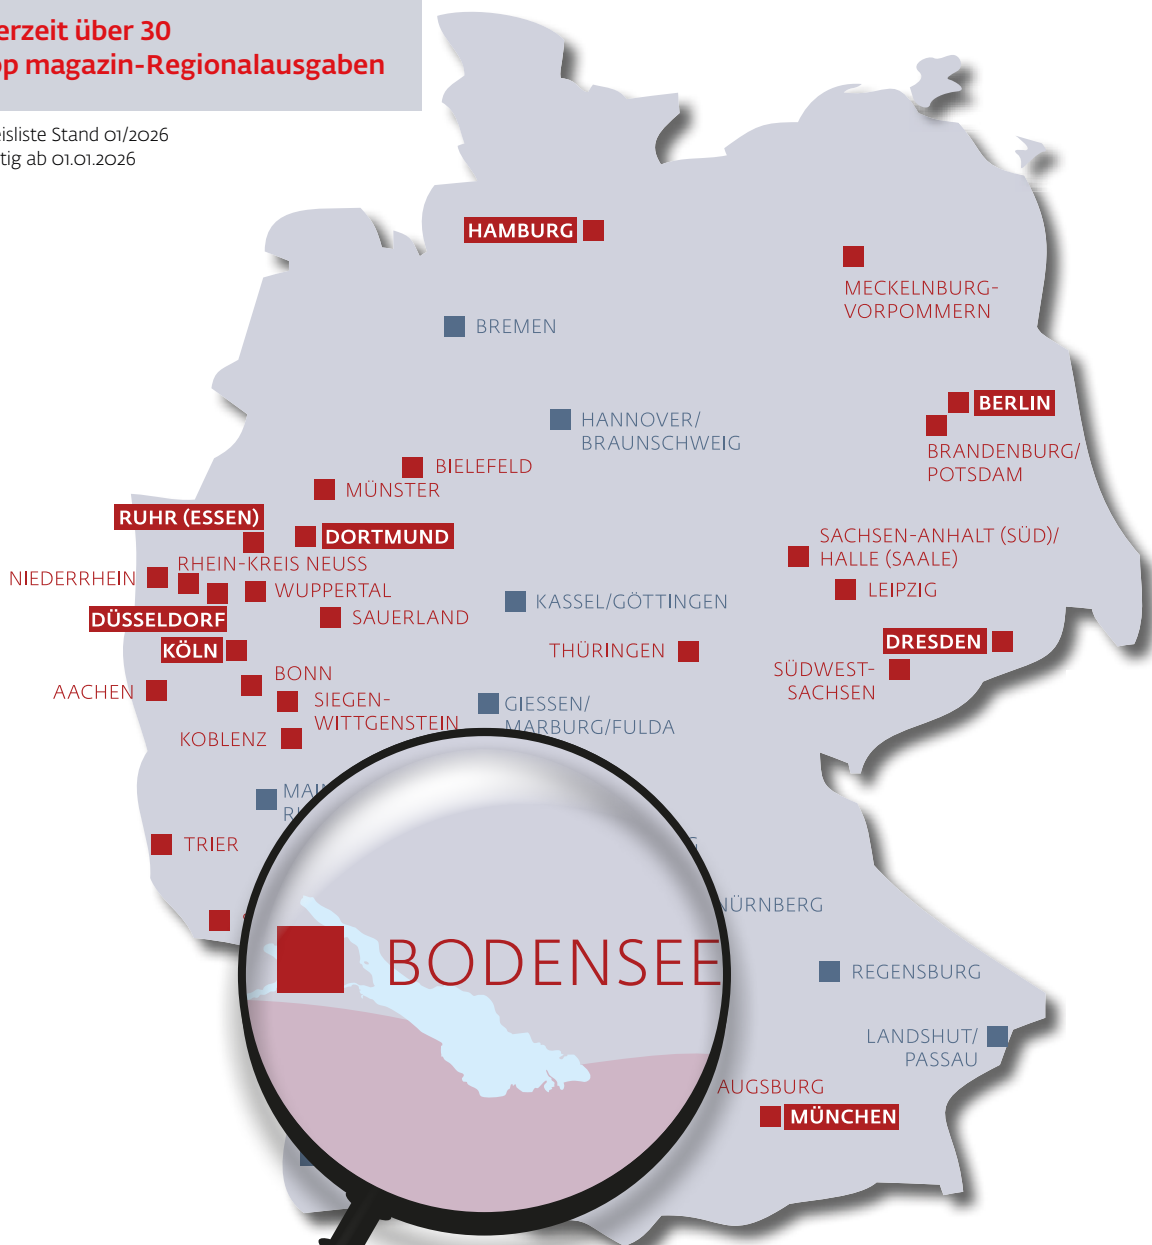 erzeit über 30
op magazin-Regionalausgaben
eisliste Stand 01/2026
tig ab 01.01.2026
HAMBURG
MECKELNBURG-
VORPOMMERN
BREMEN
BERLIN
HANNOVER/
BRAUNSCHWEIG
BRANDENBURG/
POTSDAM
BIELEFELD
MÜNSTER
RUHR (ESSEN)
DORTMUND
SACHSEN-ANHALT (SÜD)/
HALLE (SAALE)
RHEIN-KREIS NEUSS
NIEDERRHEIN
WUPPERTAL
LEIPZIG
KASSEL/GÖTTINGEN
DÜSSELDORF
SAUERLAND
DRESDEN
KÖLN
THÜRINGEN
SÜDWEST-
SACHSEN
BONN
AACHEN
SIEGEN-
WITTGENSTEIN
GIESSEN/
MARBURG/FULDA
KOBLENZ
MAI
TRIER
NÜRNBERG
BODENSEE
REGENSBURG
LANDSHUT/
PASSAU
AUGSBURG
MÜNCHEN